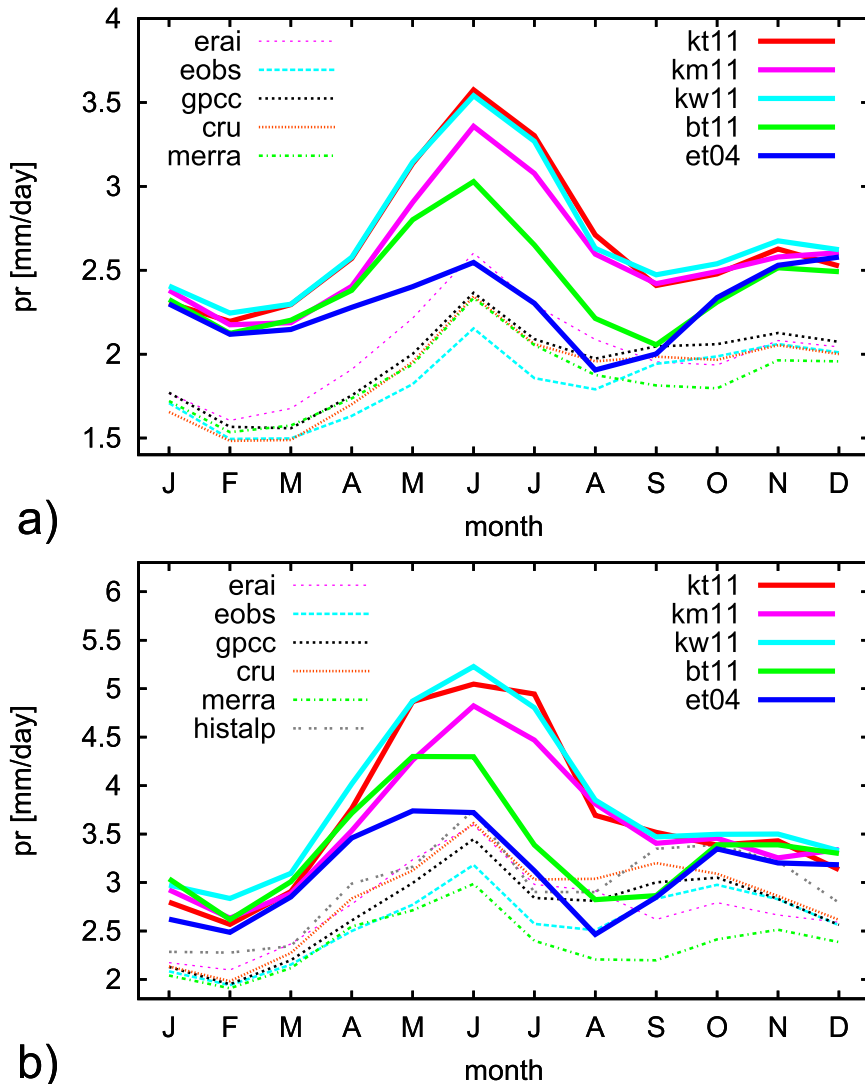 4
3.5
3
2.5
2
1.5
pr [mm/day]
erai
eobs
gpcc
cru
merra
kt11
km11
kw11
bt11
et04
J F M A M J J A S O N D
month
a)
6
5.5
5
4.5
4
3.5
3
2.5
2
pr [mm/day]
erai
eobs
gpcc
cru
merra
histalp
kt11
km11
kw11
bt11
et04
J F M A M J J A S O N D
month
b)